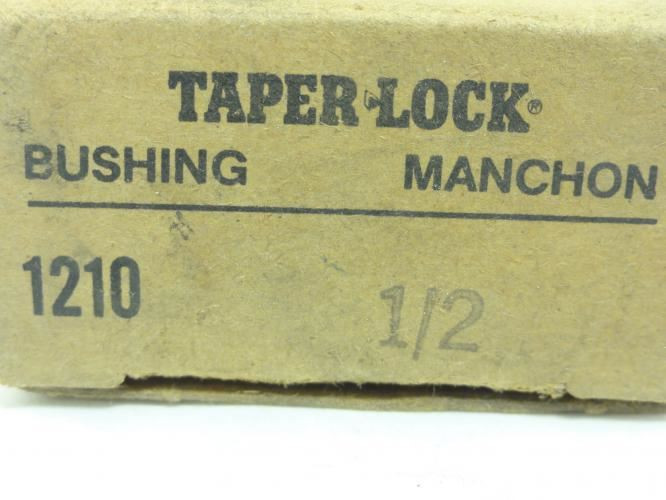 TAPER-LOCK®
BUSHING MANCHON
1210 1/2